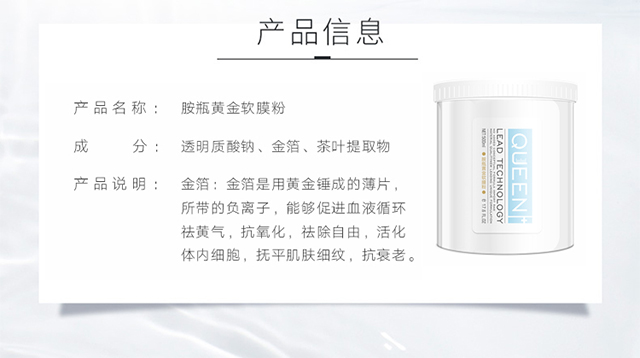 产品信息
产品名称：胺瓶黄金软膜粉
成 分：透明质酸钠、金箔、茶叶提取物
产品说明：金箔：金箔是用黄金锤成的薄片，
所带的负离子，能够促进血液循环
祛黄气，抗氧化，祛除自由，活化
体内细胞，抚平肌肤细纹，抗衰老。
QUEEN+
LEAD TECHNOLOGY